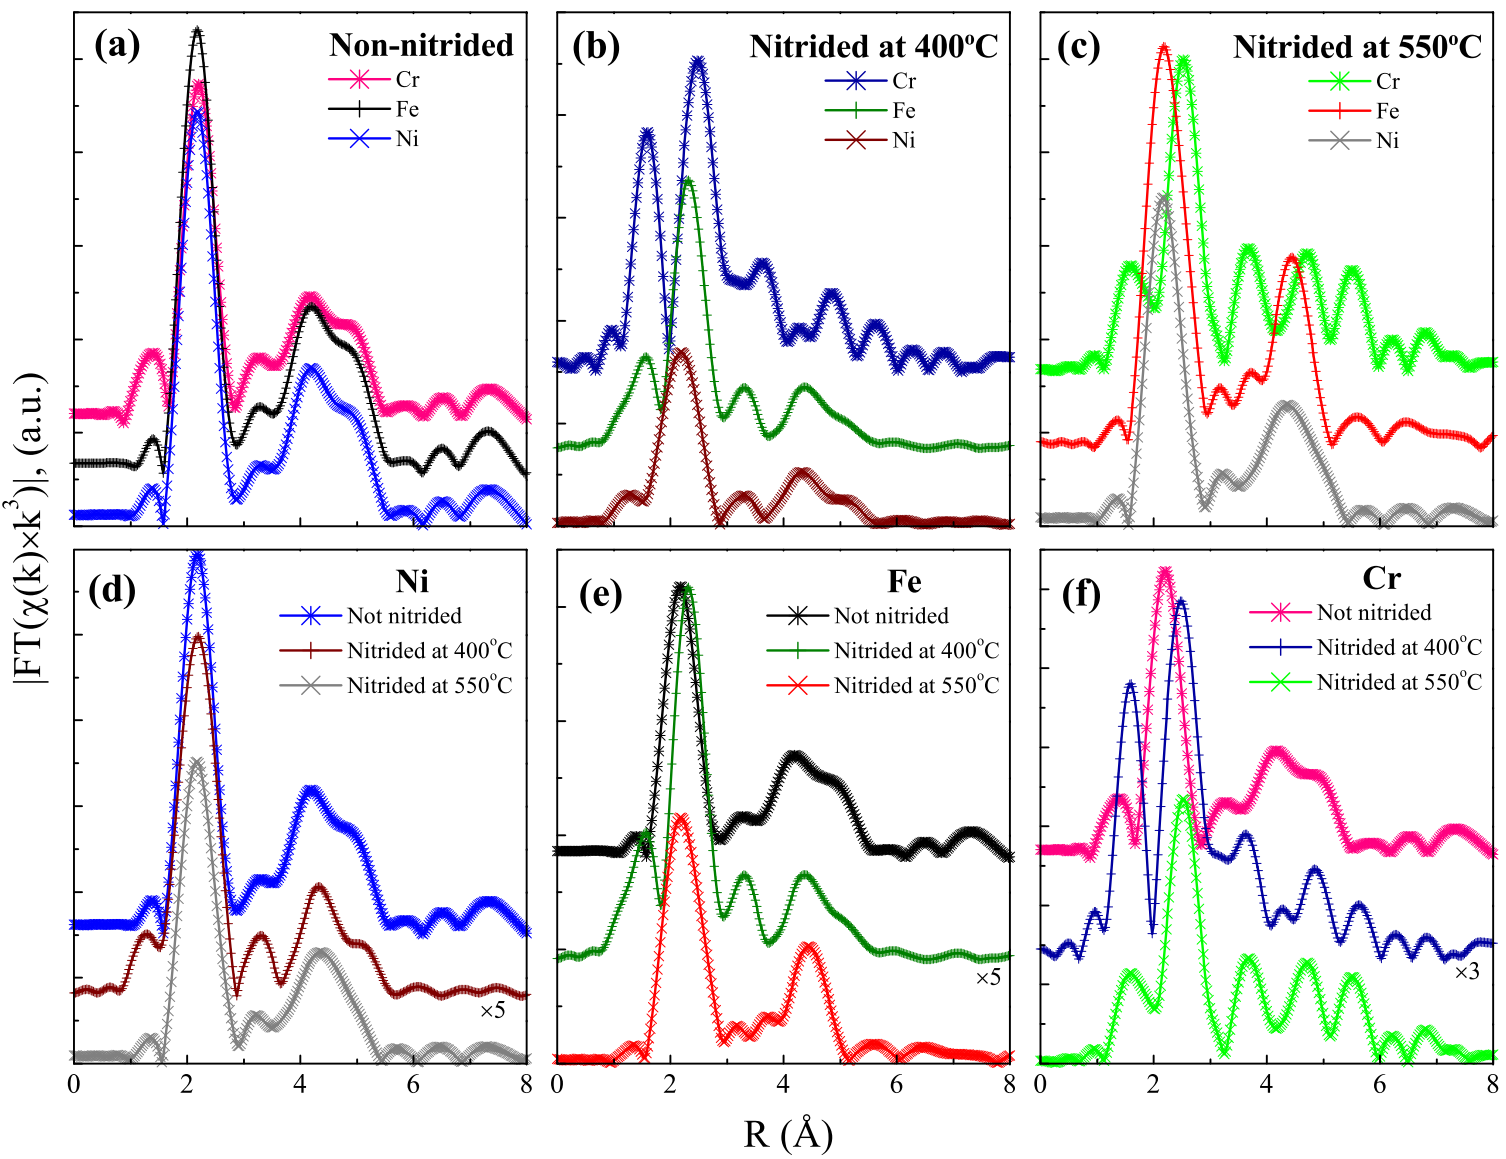 (a) Non-nitrided
Cr
Fe
Ni
(b) Nitrided at 400ºC
Cr
Fe
Ni
(c) Nitrided at 550ºC
Cr
Fe
Ni
|FT(χ(k)×k³)|, (a.u.)
(d) Ni
Not nitrided
Nitrided at 400°C
Nitrided at 550°C
×5
0 2 4 6 8
(e) Fe
Not nitrided
Nitrided at 400°C
Nitrided at 550°C
×5
0 2 4 6 8
(f) Cr
Not nitrided
Nitrided at 400°C
Nitrided at 550°C
×3
0 2 4 6 8
R (Å)